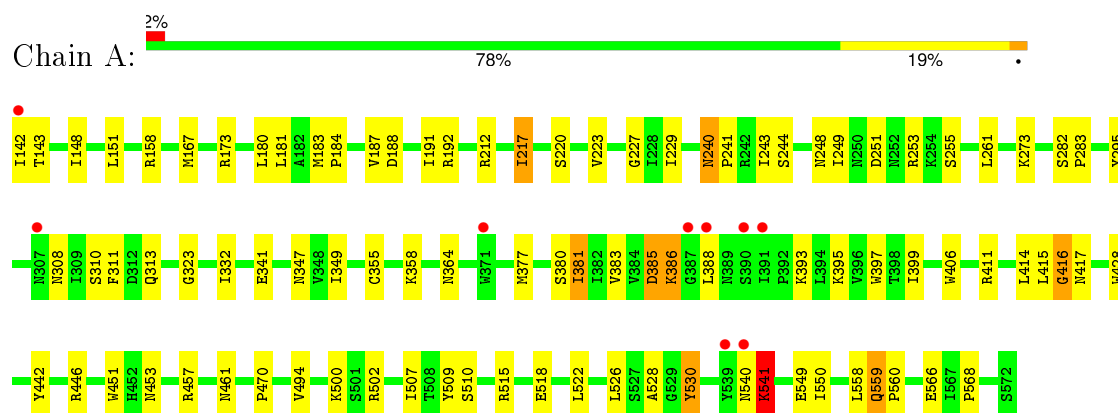 2%
Chain A:
78% 19% •
I142 T143 I148 L151 R158 M167 R173 L180 L181 A182 M183 P184 V187 D188 I191 R192 R212 I217 S220 V223 G227 I228 I229 N240 P241 R242 I243 S244 N248 I249 N250 D251 N252 R253 K254 S255 L261 K273 S282 P283 Y295
N307 N308 I309 S310 F311 D312 Q313 G323 I332 E341 N347 V348 I349 C355 K358 N364 W371 M377 S380 I381 I382 V383 V384 D385 K386 G387 L388 N389 S390 I391 P392 K393 L394 K395 V396 W397 T398 I399 W406 R411 L414 L415 G416 N417 W428
Y442 R446 W451 H452 N453 R457 N461 P470 V494 K500 S501 R502 I507 T508 Y509 S510 R515 E518 L522 L526 S527 A528 G529 Y530 Y539 N540 K541 E549 I550 L558 Q559 P560 E566 I567 P568 S572